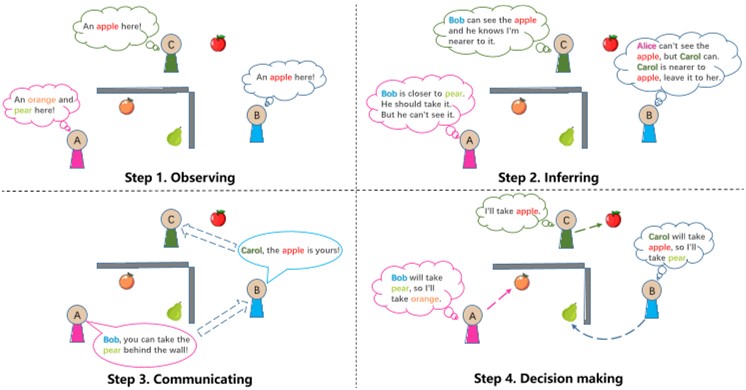 An apple here!
C
An apple here!
An orange and
pear here!
B
A
Step 1. Observing
Bob can see the apple
and he knows I'm
nearer to it.
C
Alice can't see the
apple, but Carol can.
Carol is nearer to
apple, leave it to her.
Bob is closer to pear.
He should take it.
But he can't see it.
B
A
Step 2. Inferring
C
Carol, the apple is yours!
B
A
Bob, you can take the
pear behind the wall!
Step 3. Communicating
I'll take apple.
C
Carol will take
apple, so I'll
take pear.
Bob will take
pear, so I'll
take orange.
B
A
Step 4. Decision making